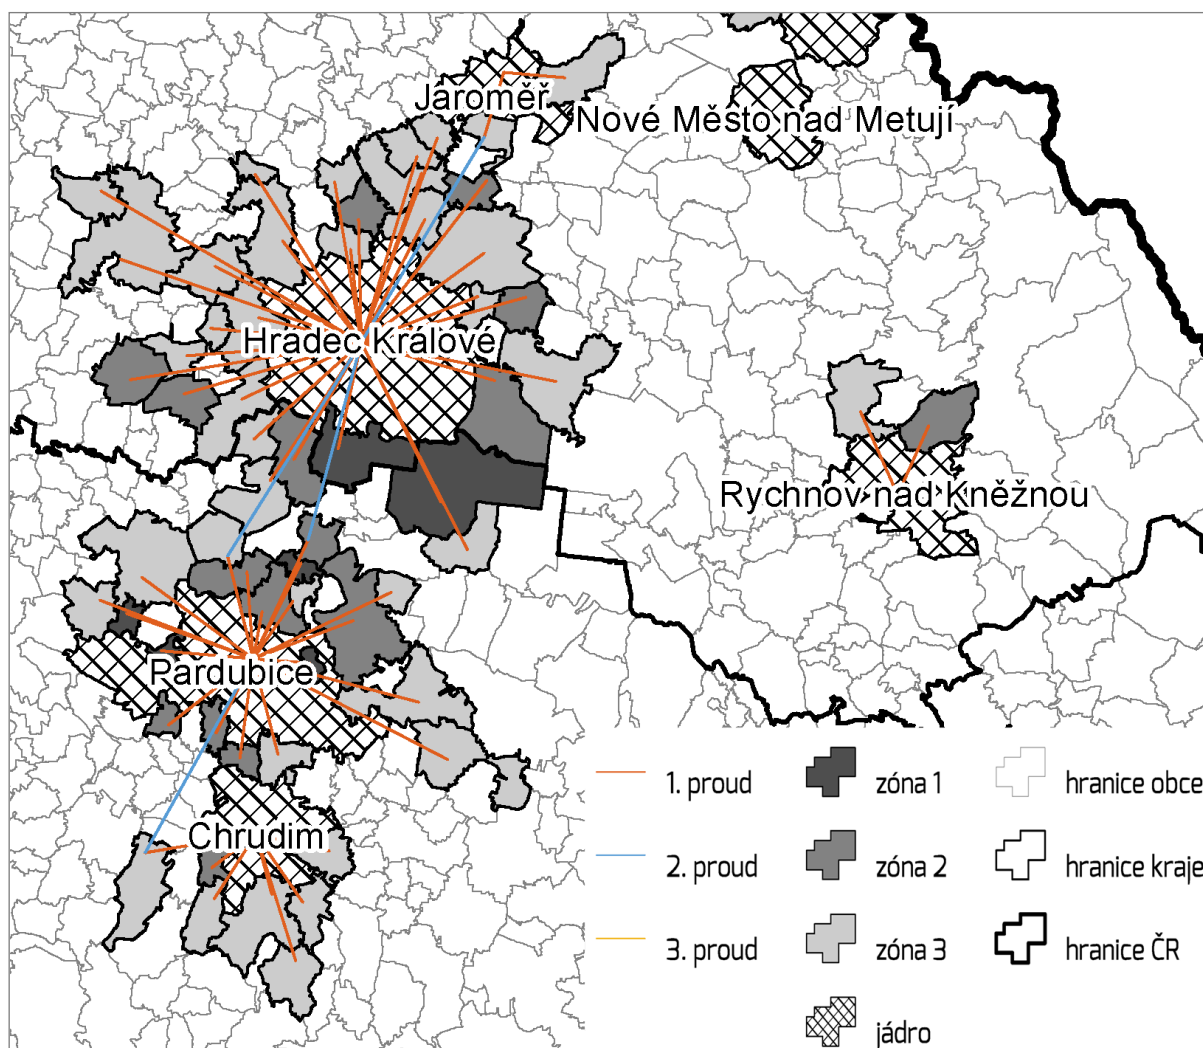 Jaroměř
Nové Město nad Metují
Hradec Králové
Rychnov nad Kněžnou
Pardubice
Chrudim
1. proud
zóna 1
hranice obce
2. proud
zóna 2
hranice kraje
3. proud
zóna 3
hranice ČR
jádro